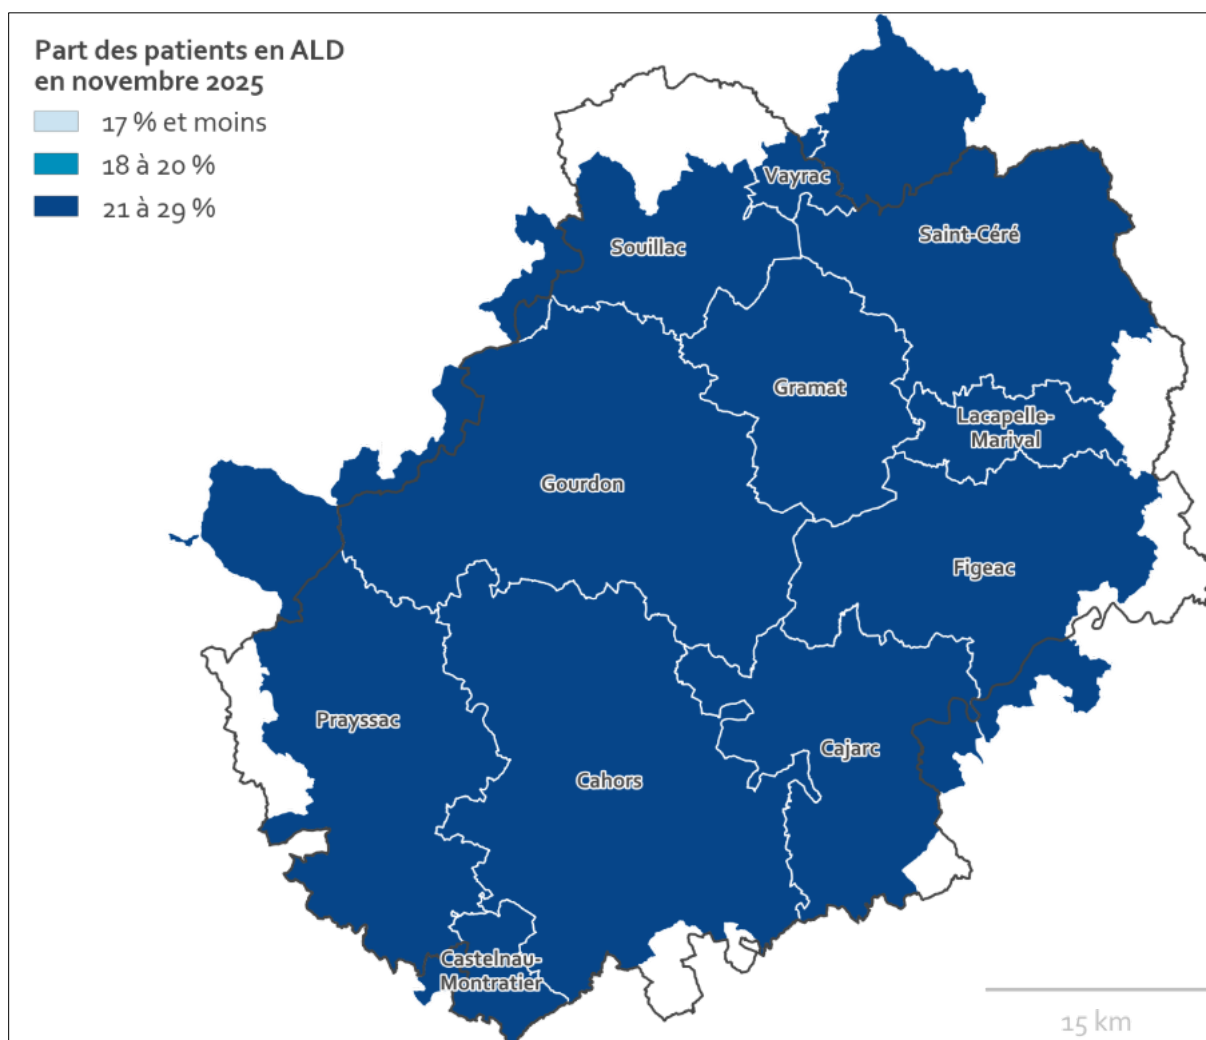 Part des patients en ALD
en novembre 2025
17 % et moins
18 à 20 %
21 à 29 %
Vayrac
Saint-Céré
Souillac
Gramat
Lacapelle-
Marival
Gourdon
Figeac
Prayssac
Cajarc
Cahors
Castelnau-
Montratier
15 km